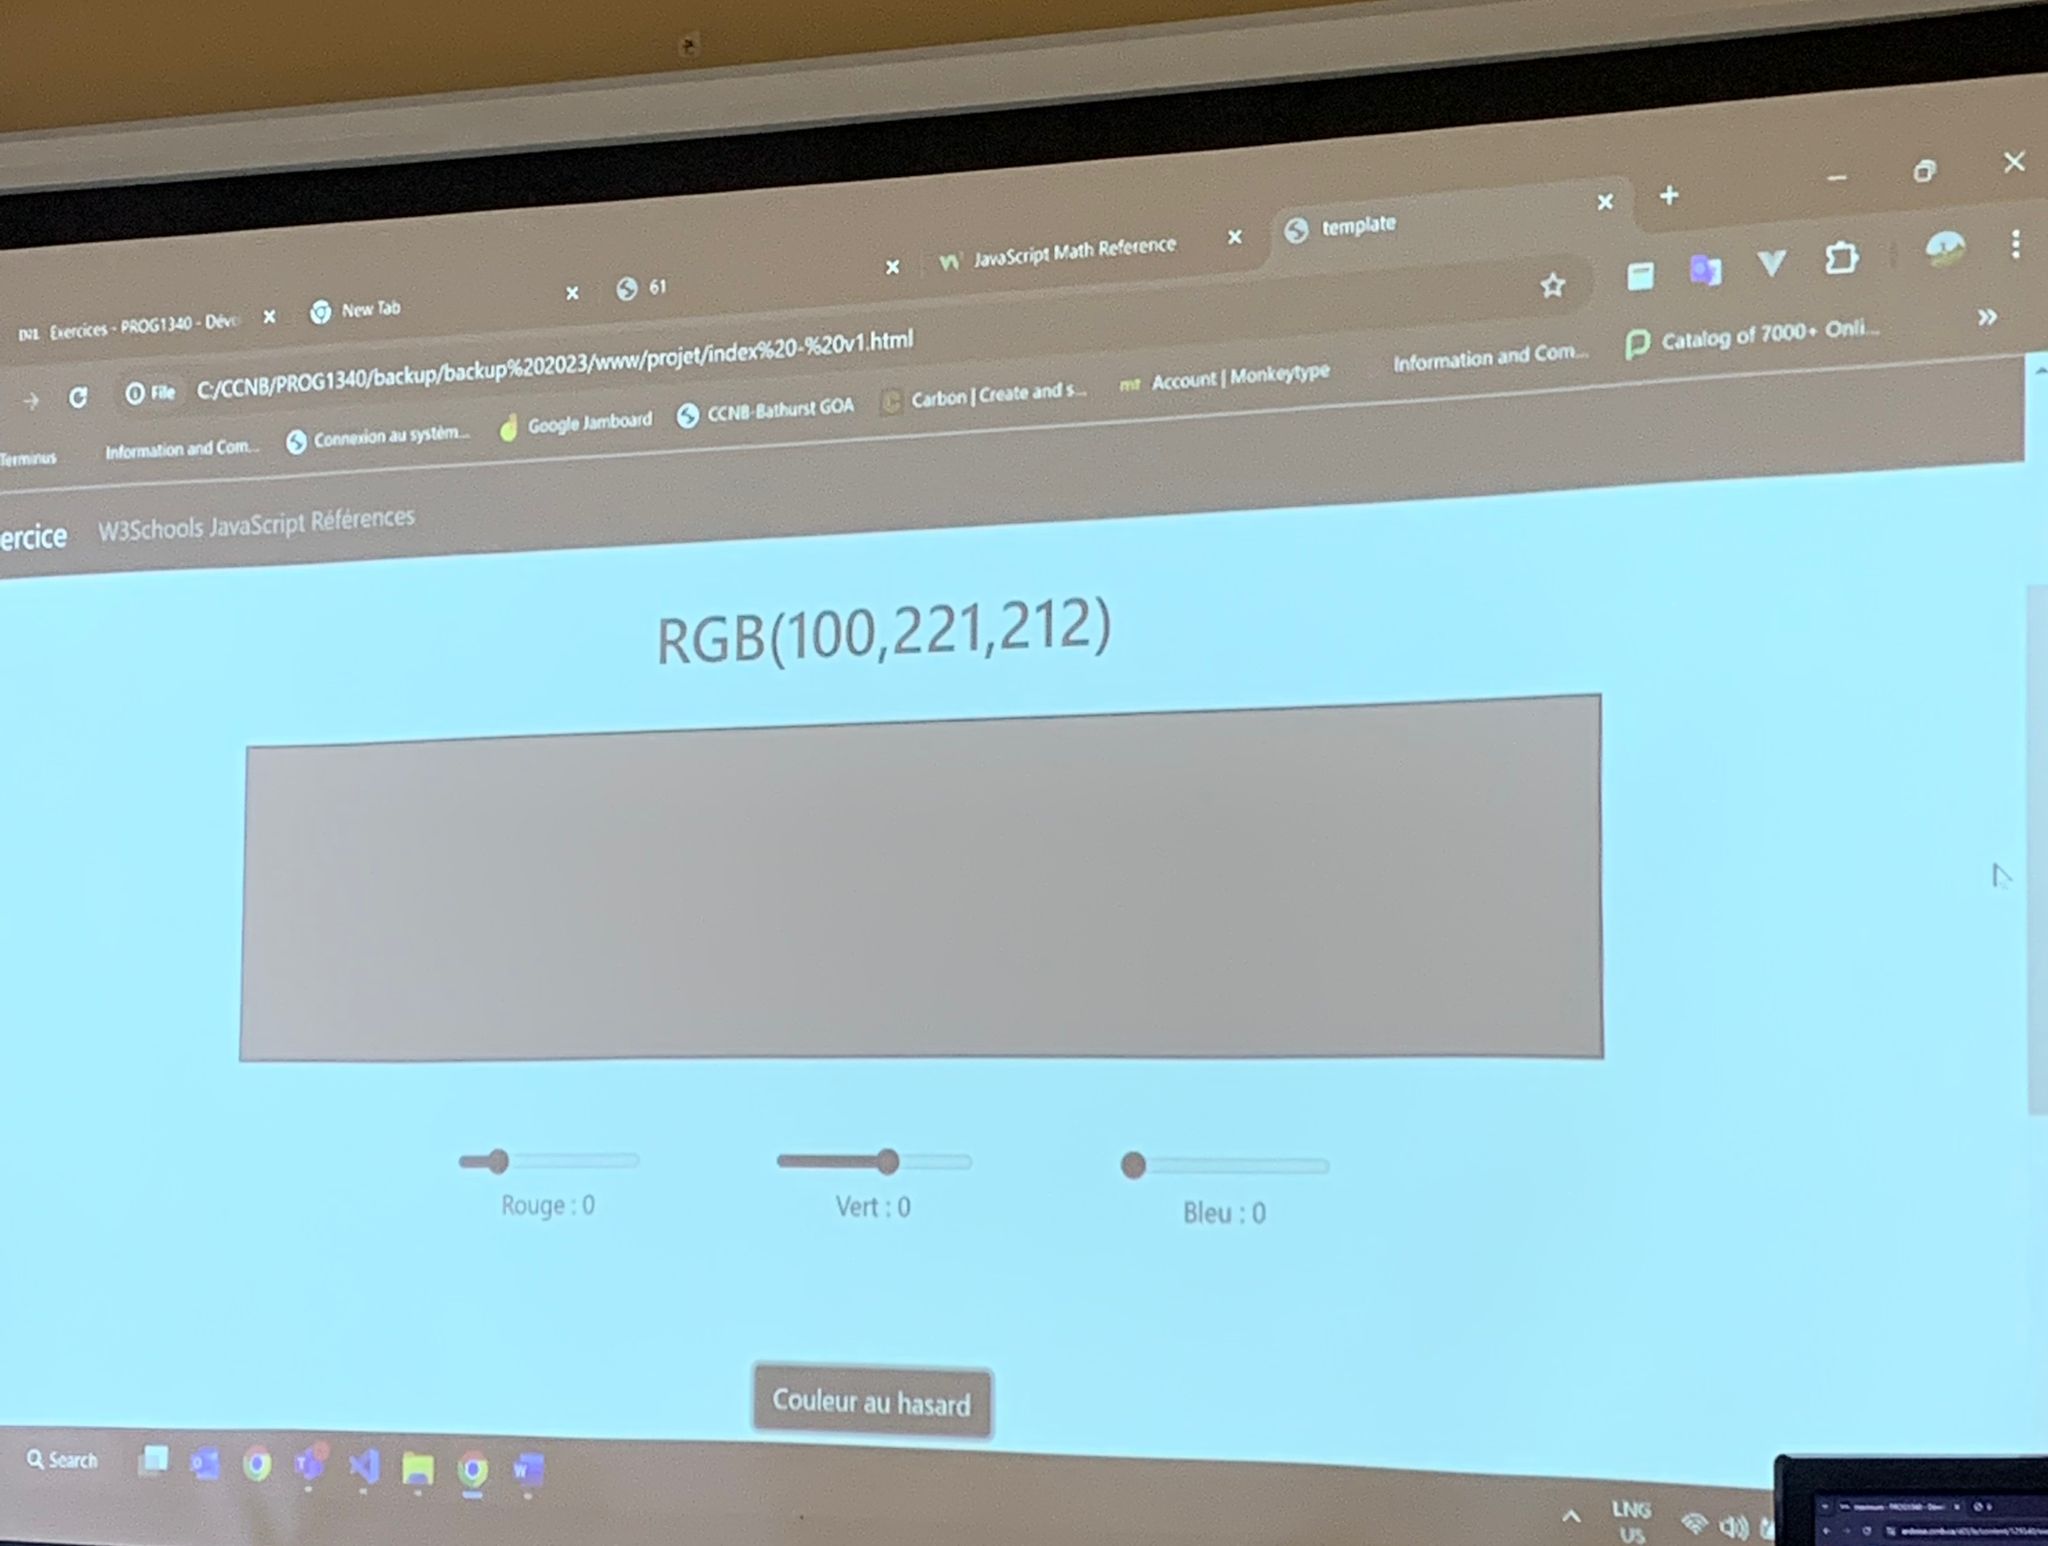 Exercices - PROG1340 - Déve
New Tab
61
JavaScript Math Reference
template
File
C:/CCNB/PROG1340/backup/backup%202023/www/projet/index%20-%20v1.html
Terminus
Information and Com...
Connexion au systèm...
Google Jamboard
CCNB-Bathurst GOA
Carbon | Create and s...
Account | Monkeytype
Information and Com...
Catalog of 7000+ Onli...
ercice
W3Schools JavaScript Références
RGB(100,221,212)
Rouge : 0
Vert : 0
Bleu : 0
Couleur au hasard
Search
LNG
US